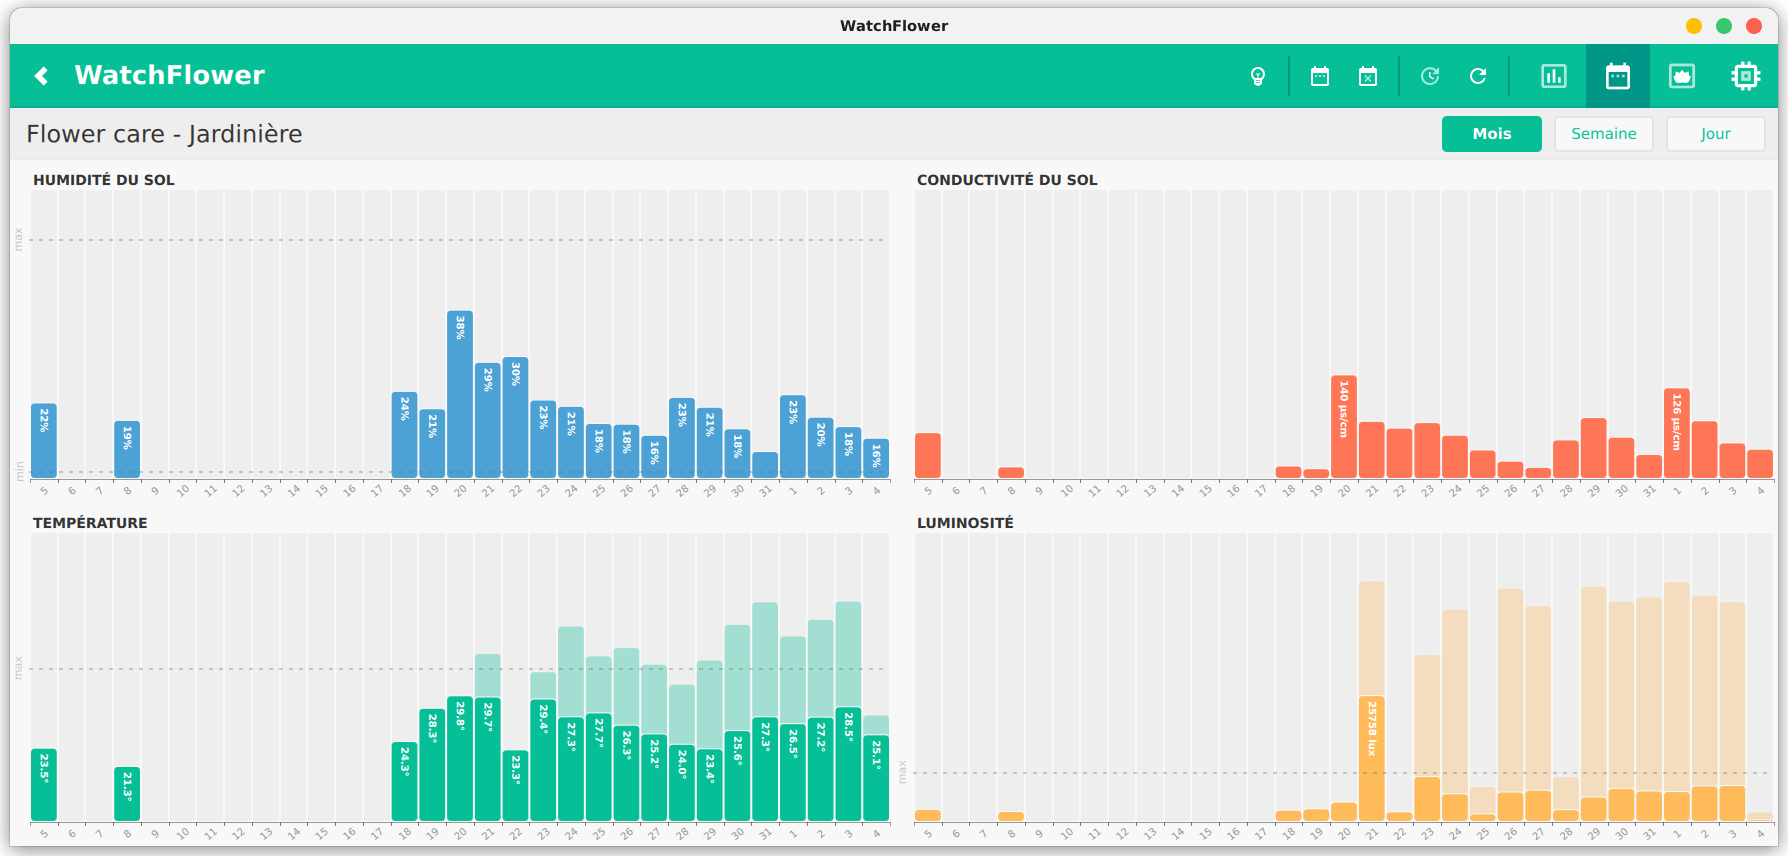 WatchFlower
WatchFlower
Flower care - Jardinière
Mois Semaine Jour
HUMIDITÉ DU SOL
max
min
22% 19% 24% 21% 38% 29% 30% 23% 21% 18% 18% 16% 23% 21% 18% 23% 20% 18% 16%
5 6 7 8 9 10 11 12 13 14 15 16 17 18 19 20 21 22 23 24 25 26 27 28 29 30 31 1 2 3 4
CONDUCTIVITÉ DU SOL
140 µs/cm 126 µs/cm
5 6 7 8 9 10 11 12 13 14 15 16 17 18 19 20 21 22 23 24 25 26 27 28 29 30 31 1 2 3 4
TEMPÉRATURE
max
23.5° 21.3° 24.3° 28.3° 29.8° 29.7° 23.3° 29.4° 27.3° 27.7° 26.3° 25.2° 24.0° 23.4° 25.6° 27.3° 26.5° 27.2° 28.5° 25.1°
5 6 7 8 9 10 11 12 13 14 15 16 17 18 19 20 21 22 23 24 25 26 27 28 29 30 31 1 2 3 4
LUMINOSITÉ
max
25758 lux
5 6 7 8 9 10 11 12 13 14 15 16 17 18 19 20 21 22 23 24 25 26 27 28 29 30 31 1 2 3 4